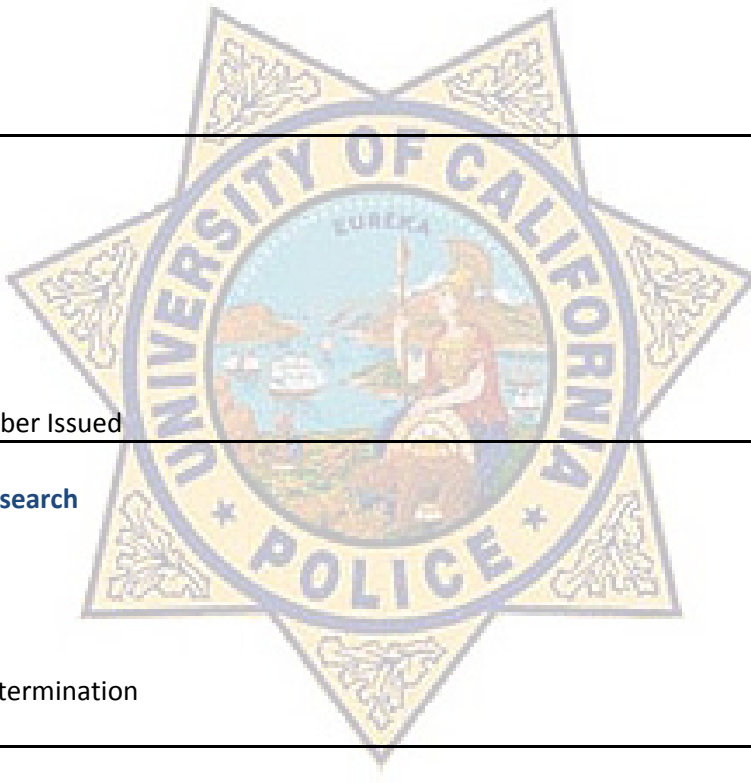 UNIVERSITY OF CALIFORNIA
EUREKA
ber Issued
search
POLICE
termination